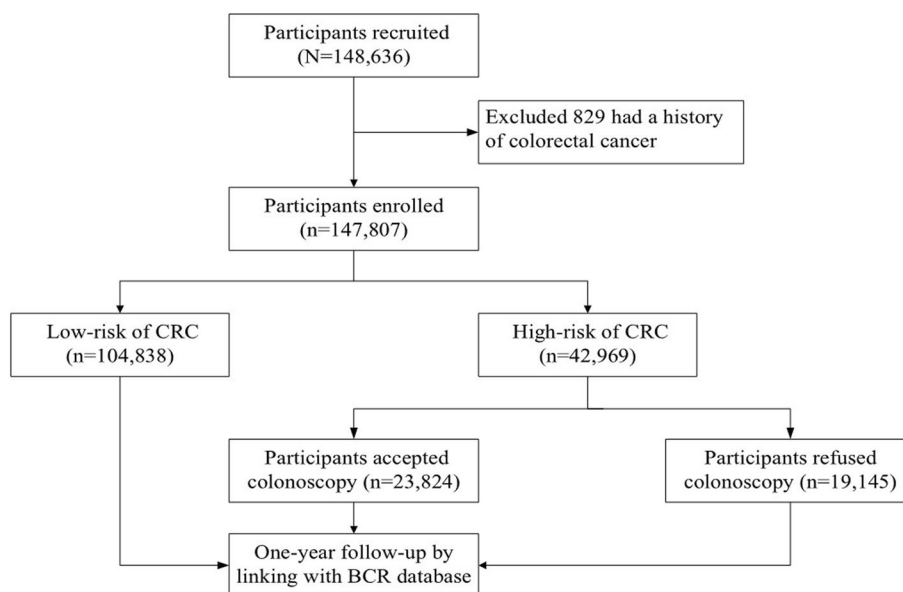 Participants recruited
(N=148,636)
Excluded 829 had a history
of colorectal cancer
Participants enrolled
(n=147,807)
Low-risk of CRC
(n=104,838)
High-risk of CRC
(n=42,969)
Participants accepted
colonoscopy (n=23,824)
Participants refused
colonoscopy (n=19,145)
One-year follow-up by
linking with BCR database